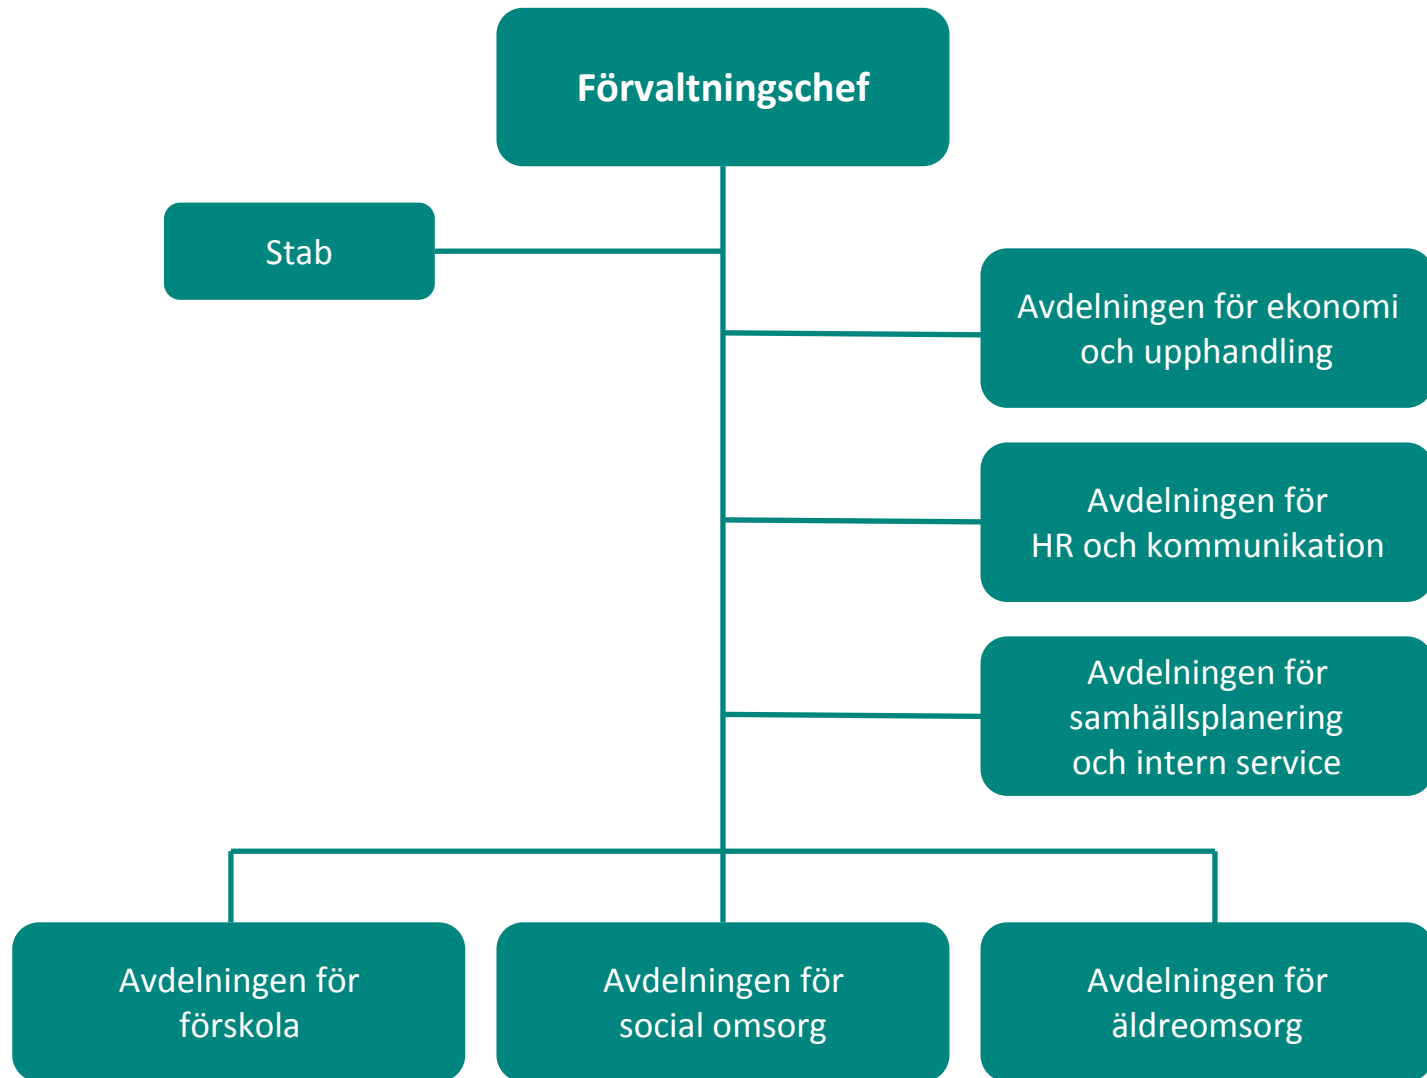 Förvaltningschef
Stab
Avdelningen för ekonomi
och upphandling
Avdelningen för
HR och kommunikation
Avdelningen för
samhällsplanering
och intern service
Avdelningen för
förskola
Avdelningen för
social omsorg
Avdelningen för
äldreomsorg